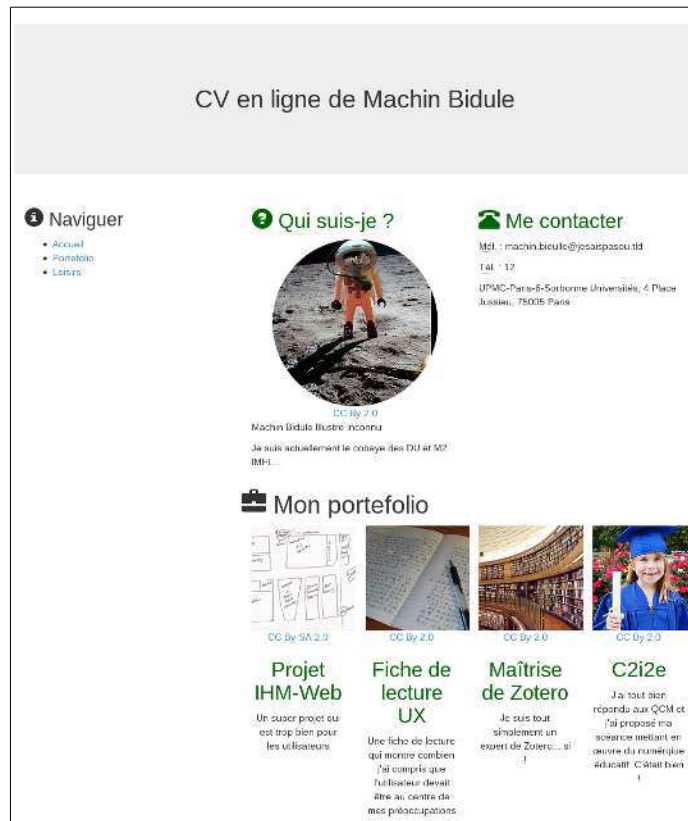 CV en ligne de Machin Bidule
Naviguer
Accueil
Portefolio
Loisirs
Qui suis-je ?
CC By 2.0
Machin Bidule Illustre inconnu
Je suis actuellement le cobaye des DU et M2
Me contacter
Mél. : machin.bidule@jesaispasou.tld
Tél. : 12
UPMC-Paris-6-Sorbonne Universités, 4 Place
Jussieu, 75005 Paris
Mon portefolio
CC By SA 2.0
Projet
IHM-Web
Un super projet qui
est trop bien pour
les utilisateurs
CC By 2.0
Fiche de
lecture
UX
Une fiche de lecture
qui montre combien
j'ai compris que
l'utilisateur devait
être au centre de
mes préoccupations
CC By 2.0
Maîtrise
de Zotero
Je suis tout
simplement un
expert de Zotero... si
!
CC By 2.0
C2i2e
J'ai tout bien
répondu aux QCM et
j'ai proposé ma
scéance mettant en
œuvre du numérique
éducatif. C'était bien
!